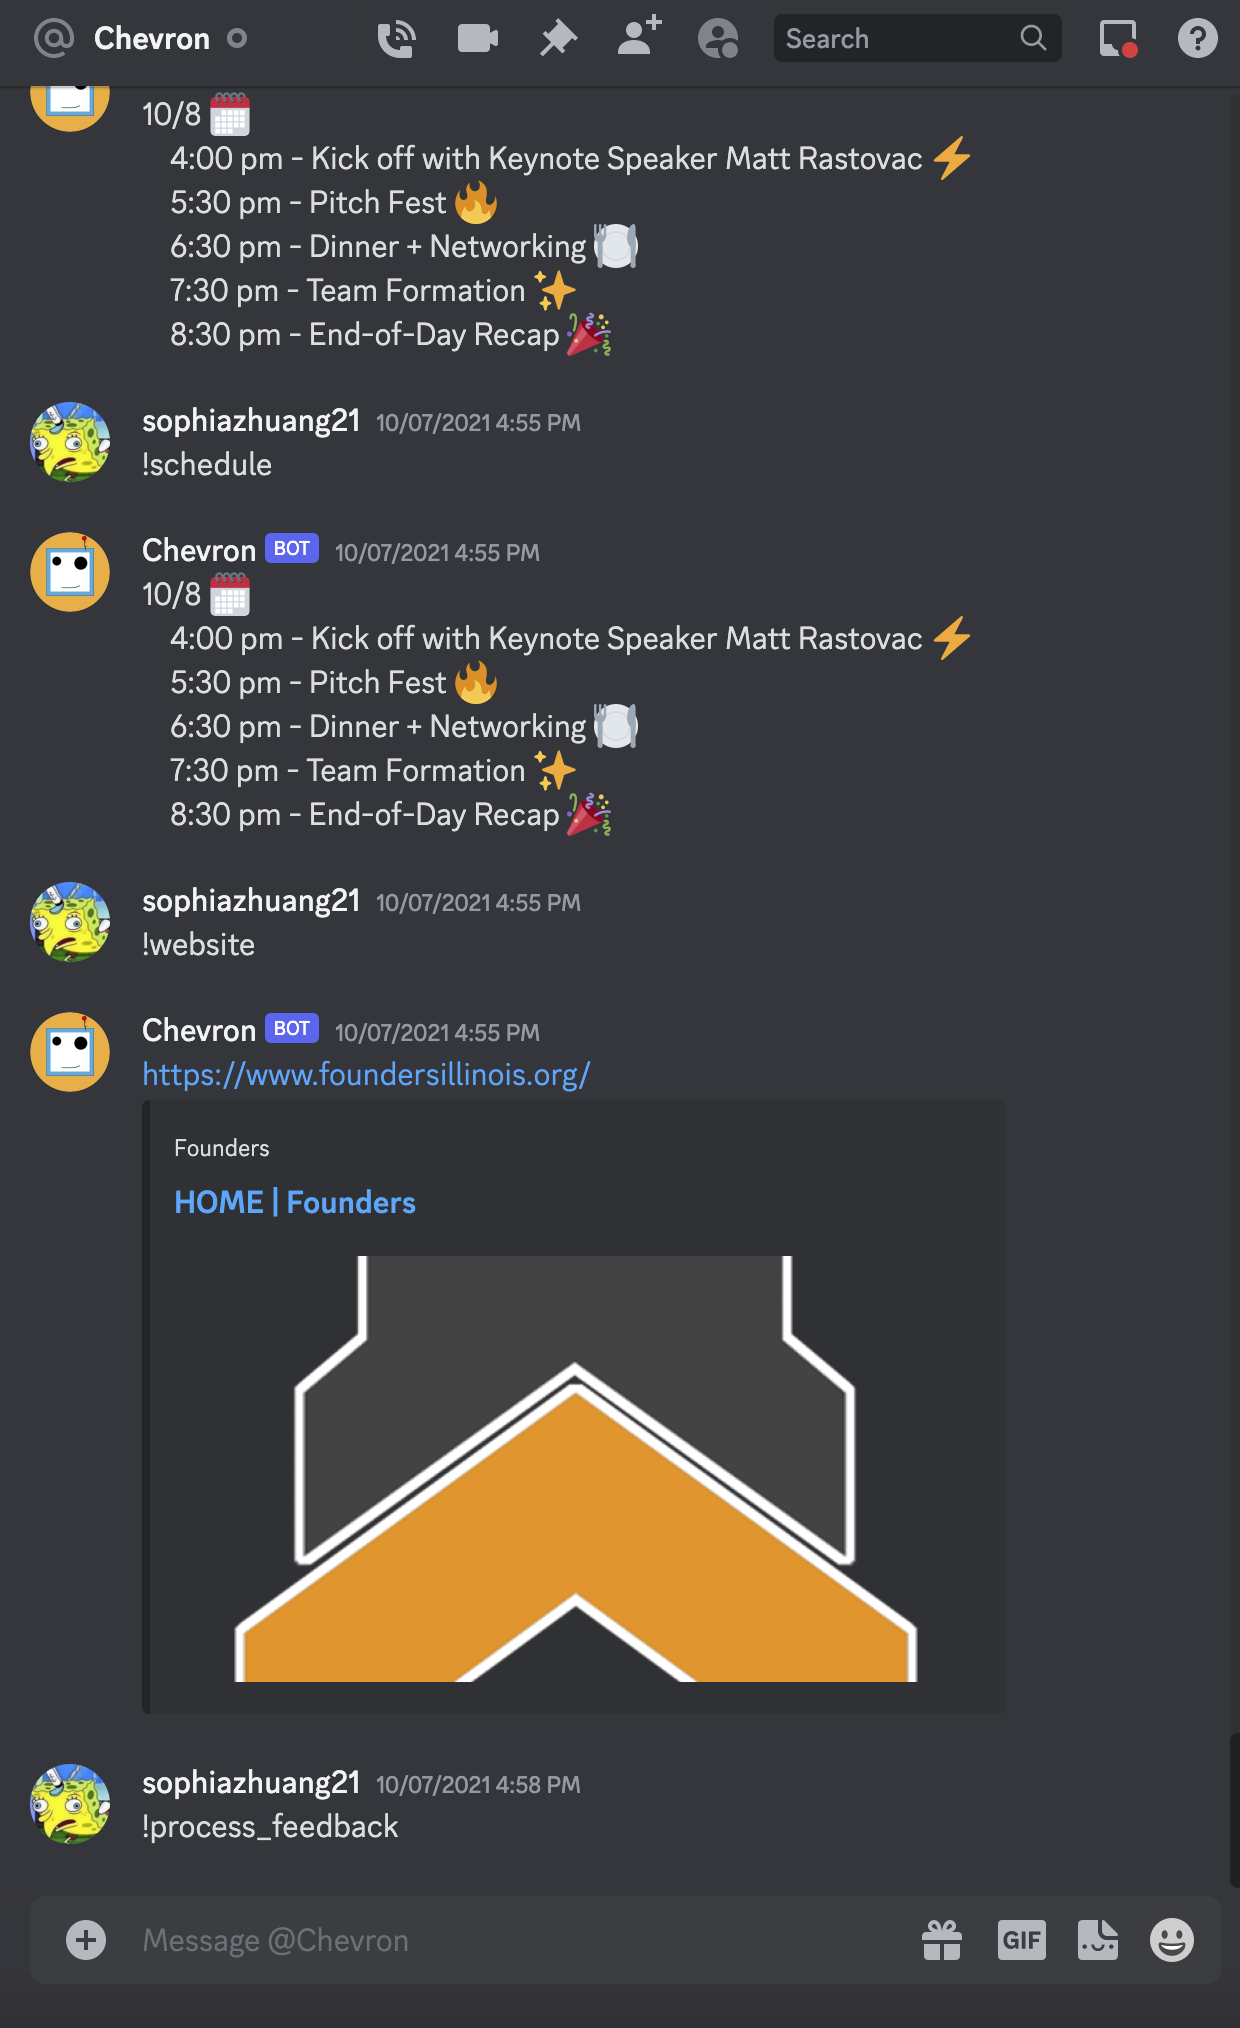 Chevron
Search
10/8
4:00 pm - Kick off with Keynote Speaker Matt Rastovac
5:30 pm - Pitch Fest
6:30 pm - Dinner + Networking
7:30 pm - Team Formation
8:30 pm - End-of-Day Recap
sophiazhuang21 10/07/2021 4:55 PM
!schedule
Chevron BOT 10/07/2021 4:55 PM
10/8
4:00 pm - Kick off with Keynote Speaker Matt Rastovac
5:30 pm - Pitch Fest
6:30 pm - Dinner + Networking
7:30 pm - Team Formation
8:30 pm - End-of-Day Recap
sophiazhuang21 10/07/2021 4:55 PM
!website
Chevron BOT 10/07/2021 4:55 PM
https://www.foundersillinois.org/
Founders
HOME | Founders
sophiazhuang21 10/07/2021 4:58 PM
!process_feedback
Message @Chevron
GIF